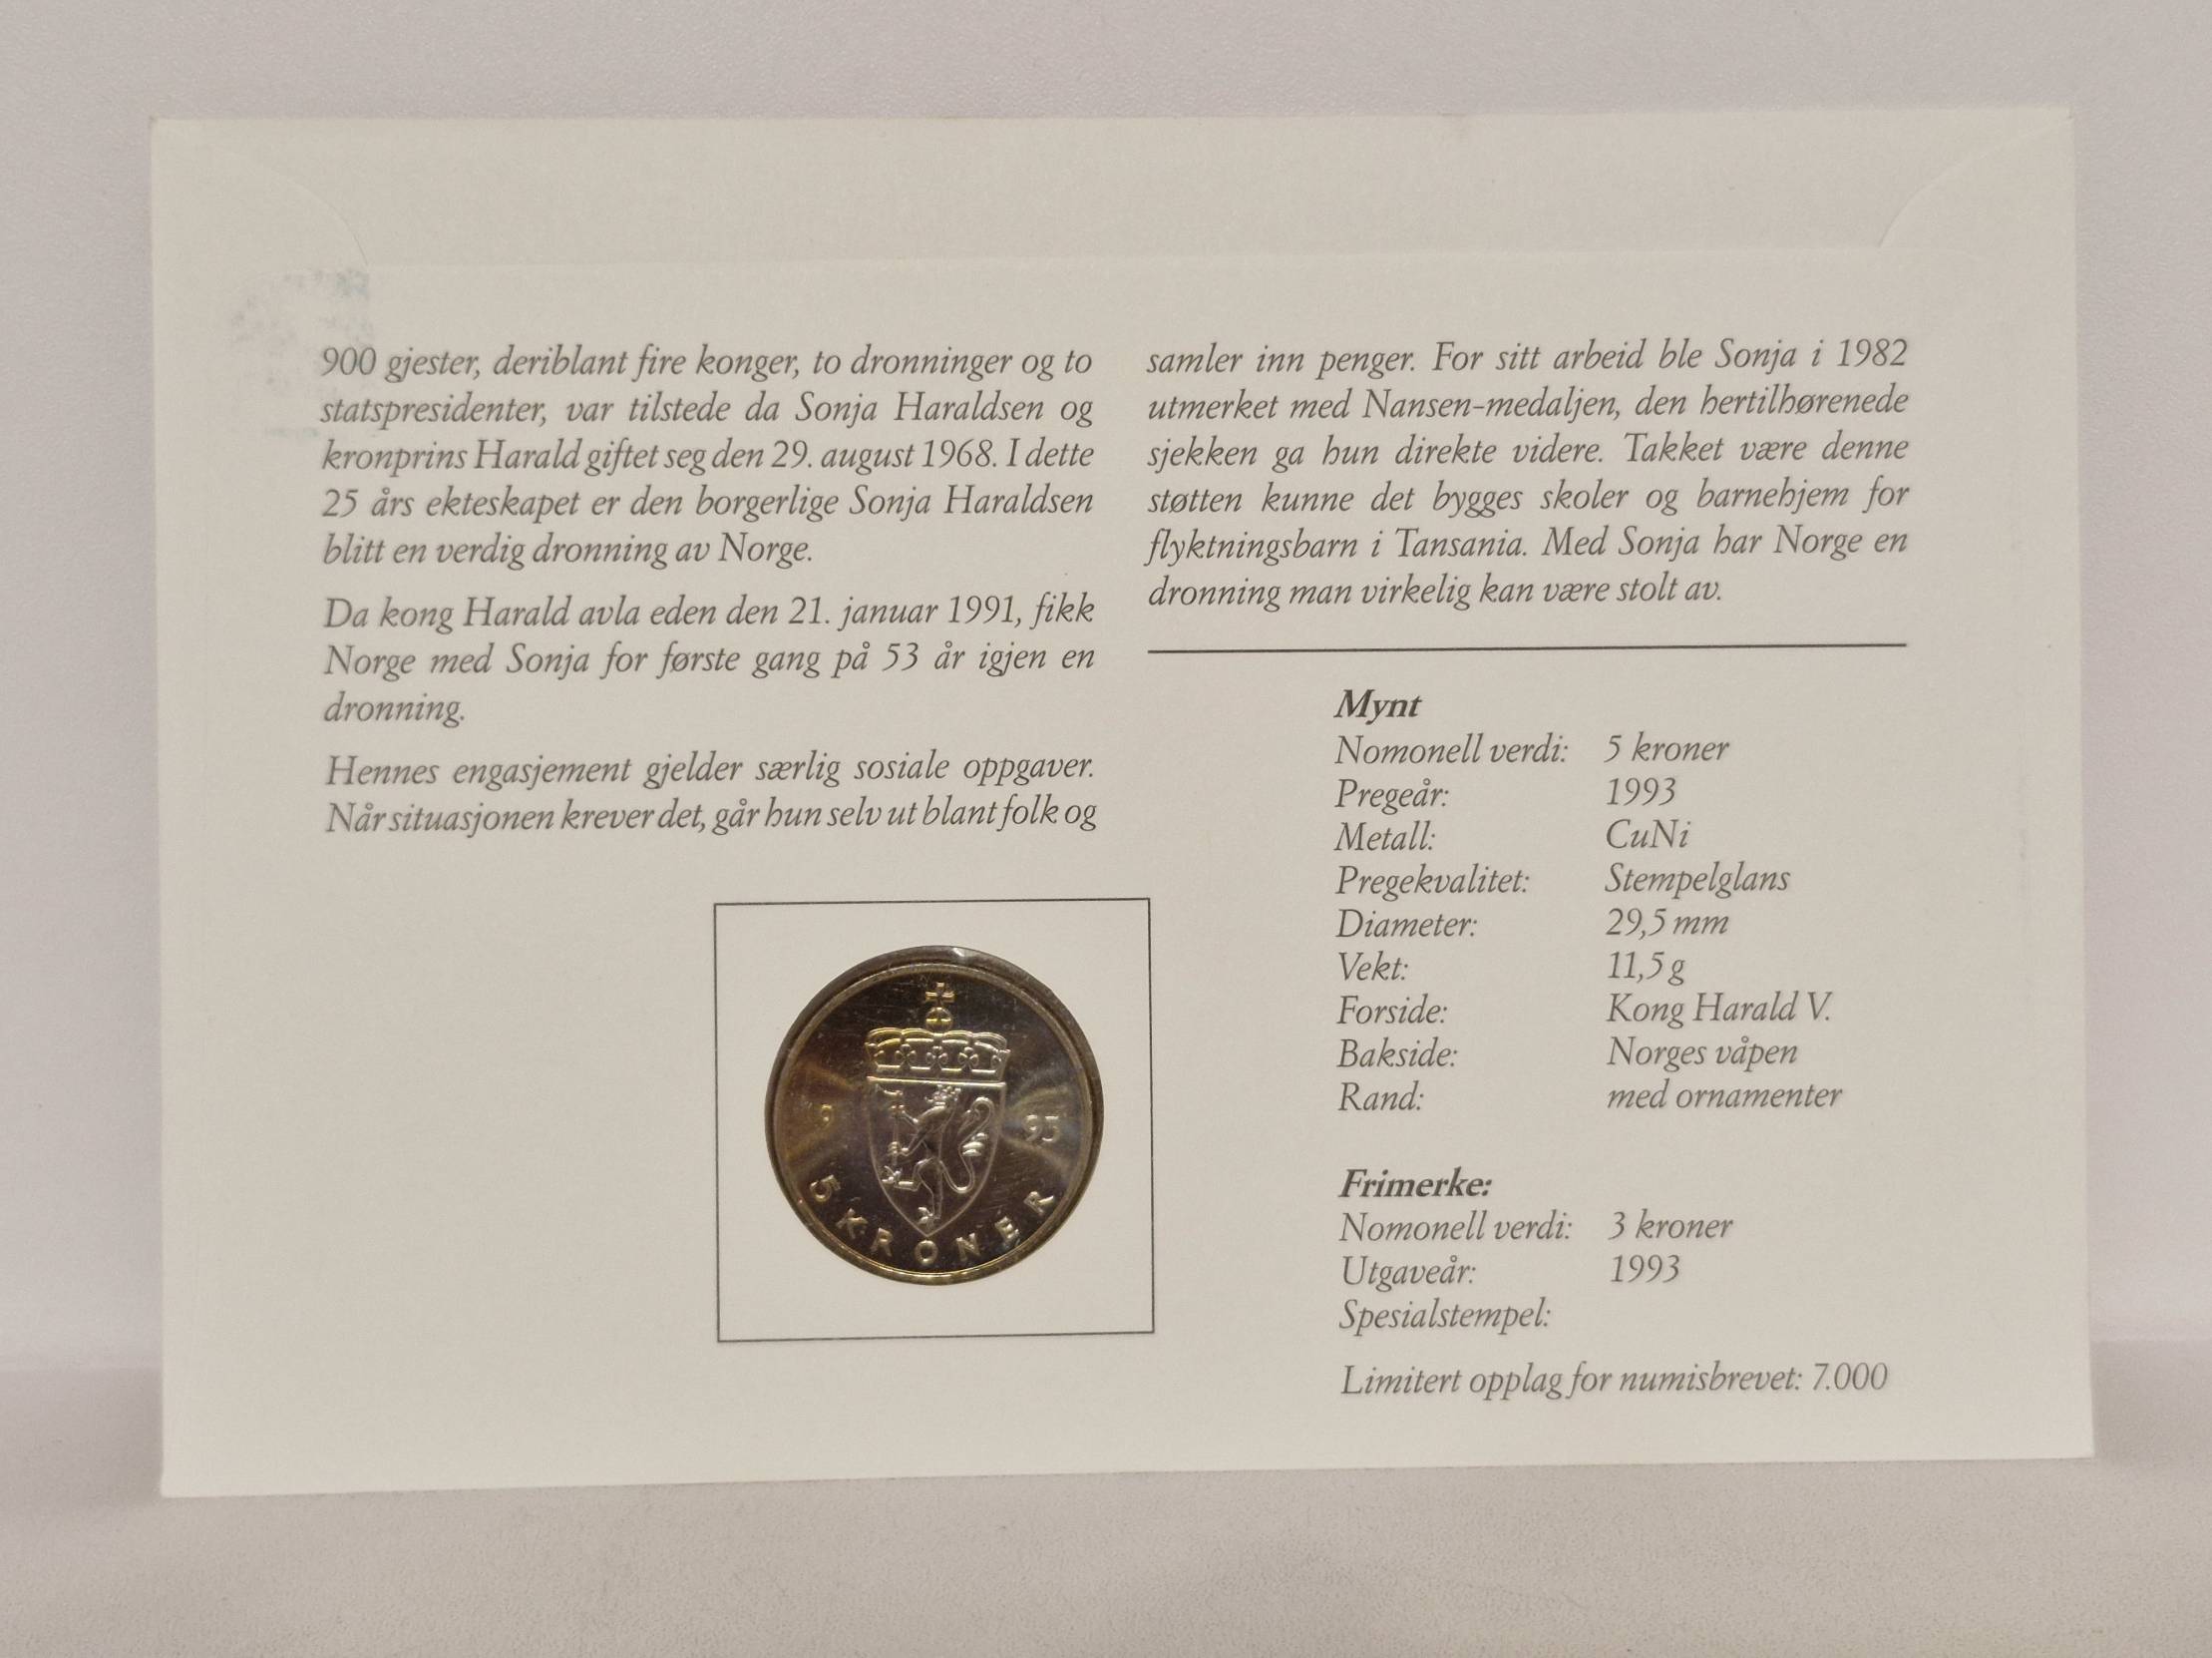 900 gjester, deriblant fire konger, to dronninger og to
statspresidenter, var tilstede da Sonja Haraldsen og
kronprins Harald giftet seg den 29. august 1968. I dette
25 års ekteskapet er den borgerlige Sonja Haraldsen
blitt en verdig dronning av Norge.
Da kong Harald avla eden den 21. januar 1991, fikk
Norge med Sonja for første gang på 53 år igjen en
dronning.
Hennes engasjement gjelder særlig sosiale oppgaver.
Når situasjonen krever det, går hun selv ut blant folk og
samler inn penger. For sitt arbeid ble Sonja i 1982
utmerket med Nansen-medaljen, den hertilhørenede
sjekken ga hun direkte videre. Takket være denne
støtten kunne det bygges skoler og barnehjem for
flyktningsbarn i Tansania. Med Sonja har Norge en
dronning man virkelig kan være stolt av.
Mynt
Nomonell verdi: 5 kroner
Pregeår: 1993
Metall: CuNi
Pregekvalitet: Stempelglans
Diameter: 29,5 mm
Vekt: 11,5 g
Forside: Kong Harald V.
Bakside: Norges våpen
Rand: med ornamenter
Frimerke:
Nomonell verdi: 3 kroner
Utgaveår: 1993
Spesialstempel:
Limitert opplag for numisbrevet: 7.000
93
5 KRONER